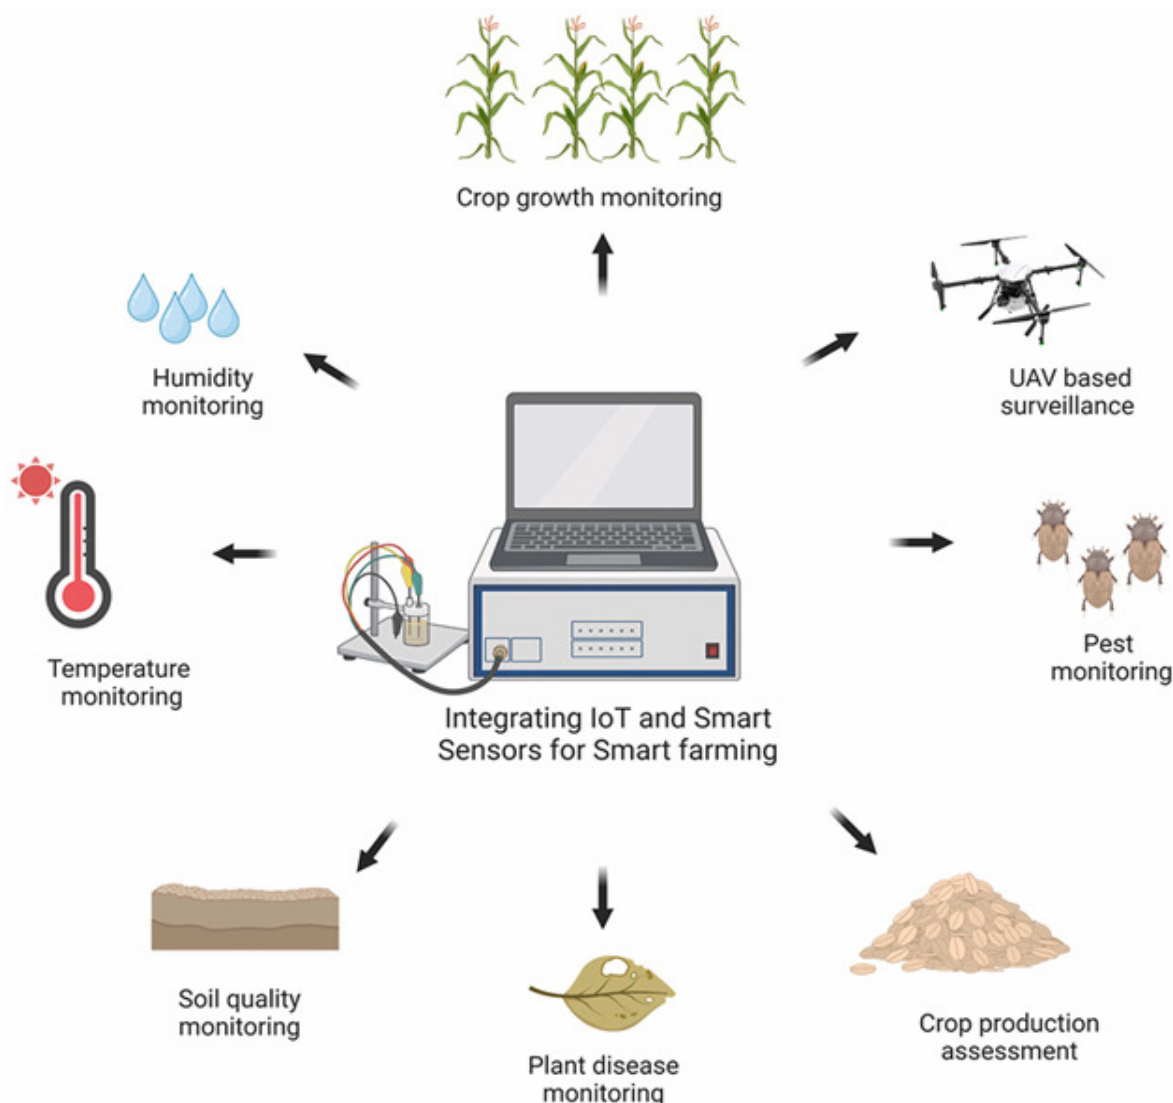 Crop growth monitoring
Humidity
monitoring
UAV based
surveillance
Temperature
monitoring
Pest
monitoring
Integrating IoT and Smart
Sensors for Smart farming
Soil quality
monitoring
Plant disease
monitoring
Crop production
assessment